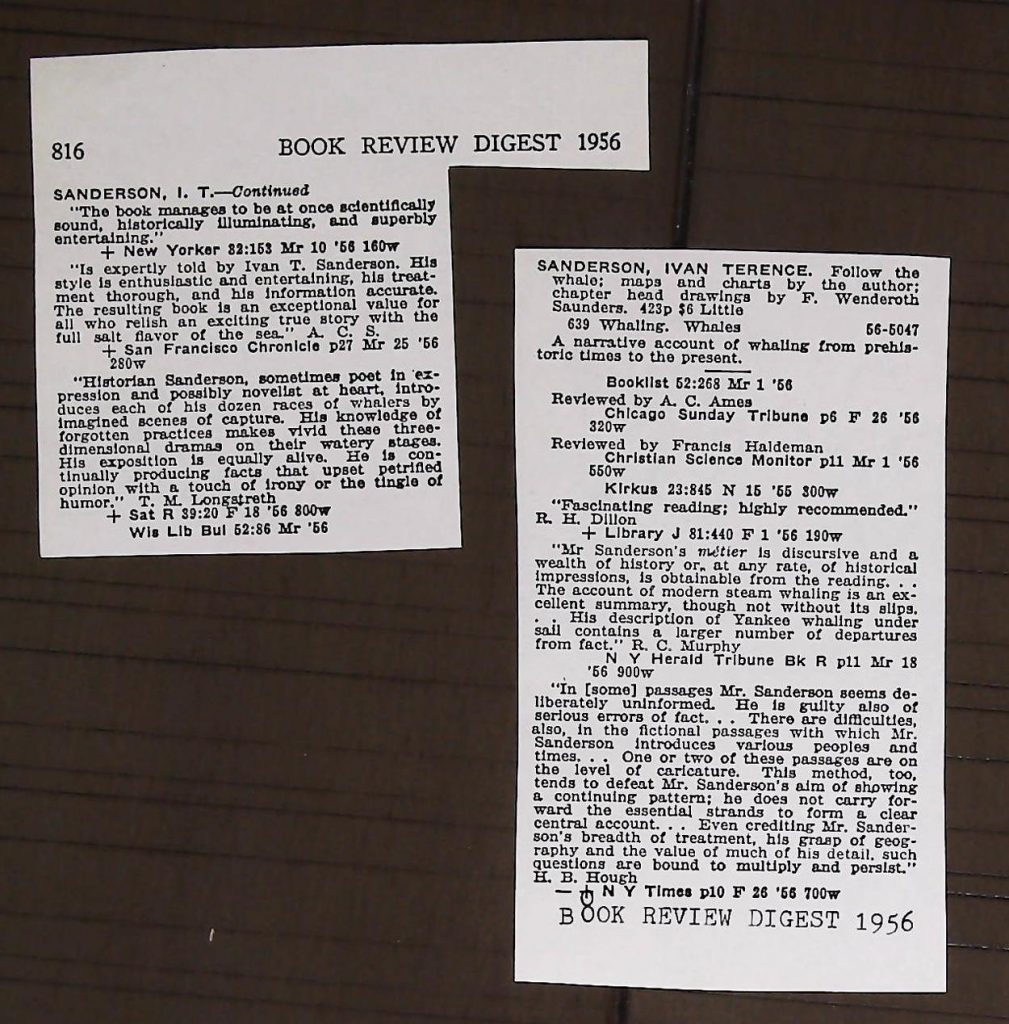 816 BOOK REVIEW DIGEST 1956
SANDERSON, I. T.—Continued
"The book manages to be at once scientifically
sound, historically illuminating, and superbly
entertaining."
+ New Yorker 32:153 Mr 10 '56 160w
"Is expertly told by Ivan T. Sanderson. His
style is enthusiastic and entertaining, his treat-
ment thorough, and his information accurate.
The resulting book is an exceptional value for
all who relish an exciting true story with the
full salt flavor of the sea." A. C. S.
+ San Francisco Chronicle p27 Mr 25 '56
280w
"Historian Sanderson, sometimes poet in ex-
pression and possibly novelist at heart, intro-
duces each of his dozen races of whalers by
imagined scenes of capture. His knowledge of
forgotten practices makes vivid these three-
dimensional dramas on their watery stages.
His exposition is equally alive. He is con-
tinually producing facts that upset petrified
opinion with a touch of irony or the tingle of
humor." T. M. Longstreth
+ Sat R 39:20 F 18 '56 800w
Wis Lib Bul 52:86 Mr '56
SANDERSON, IVAN TERENCE. Follow the
whale; maps and charts by the author;
chapter head drawings by F. Wenderoth
Saunders. 423p $6 Little
639 Whaling. Whales 56-5047
A narrative account of whaling from prehis-
toric times to the present.
Booklist 52:268 Mr 1 '56
Reviewed by A. C. Ames
Chicago Sunday Tribune p6 F 26 '56
320w
Reviewed by Francis Haldeman
Christian Science Monitor p11 Mr 1 '56
550w
Kirkus 23:845 N 15 '55 300w
"Fascinating reading; highly recommended."
R. H. Dillon
+ Library J 81:440 F 1 '56 190w
"Mr Sanderson's métier is discursive and a
wealth of history or, at any rate, of historical
impressions, is obtainable from the reading. . .
The account of modern steam whaling is an ex-
cellent summary, though not without its slips.
. . His description of Yankee whaling under
sail contains a larger number of departures
from fact." R. C. Murphy
N Y Herald Tribune Bk R p11 Mr 18
'56 900w
"In [some] passages Mr. Sanderson seems de-
liberately uninformed. He is guilty also of
serious errors of fact. . . There are difficulties,
also, in the fictional passages with which Mr.
Sanderson introduces various peoples and
times. . . One or two of these passages are on
the level of caricature. This method, too,
tends to defeat Mr. Sanderson's aim of showing
a continuing pattern; he does not carry for-
ward the essential strands to form a clear
central account. . . Even crediting Mr. Sander-
son's breadth of treatment, his grasp of geog-
raphy and the value of much of his detail, such
questions are bound to multiply and persist."
H. B. Hough
— + N Y Times p10 F 26 '56 700w
BOOK REVIEW DIGEST 1956